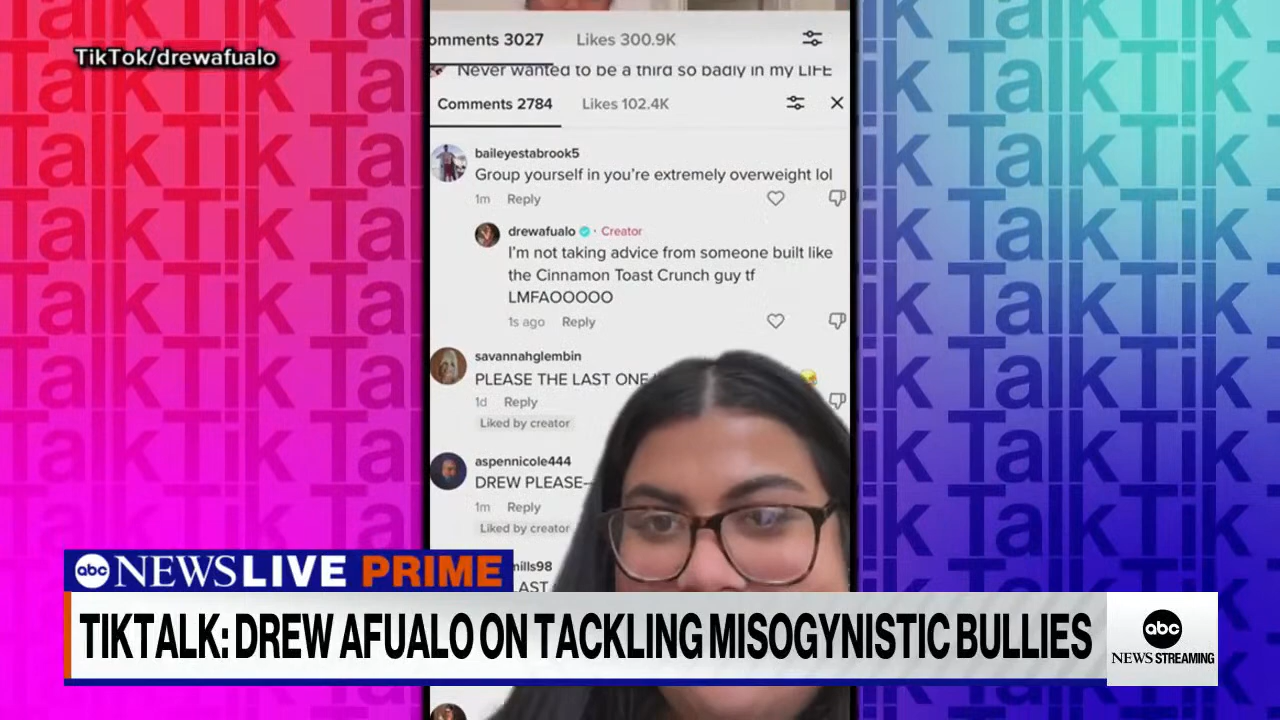 TikTok/drewafualo
omments 3027 Likes 300.9K
Never wanted to be a third so badly in my LIFE
Comments 2784 Likes 102.4K
baileyestabrook5
Group yourself in you're extremely overweight lol
1m Reply
drewafualo · Creator
I'm not taking advice from someone built like
the Cinnamon Toast Crunch guy tf
LMFAOOOOO
1s ago Reply
savannahglembin
PLEASE THE LAST ONE
1d Reply
Liked by creator
aspennicole444
DREW PLEASE—
1m Reply
Liked by creator
mills98
LAST
abc NEWS LIVE PRIME
TIKTALK: DREW AFUALO ON TACKLING MISOGYNISTIC BULLIES
abc
NEWS STREAMING